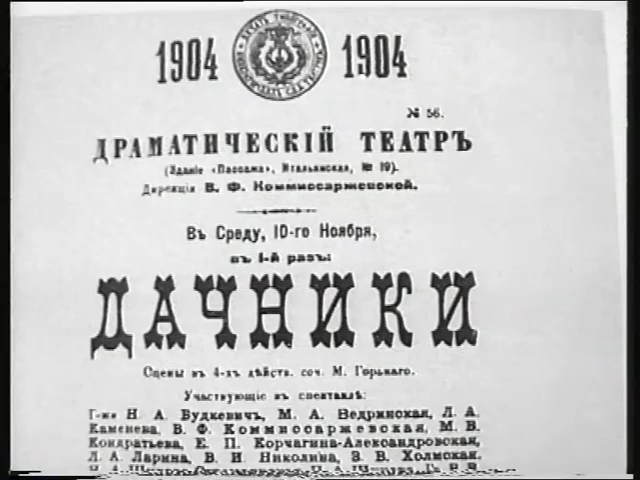 1904 1904
№ 56.
ДРАМАТИЧЕСКІЙ ТЕАТРЪ
(Зданіе «Пассажа», Итальянская, № 19).
Дирекція В. Ф. Коммиссаржевской.
Въ Среду, 10-го Ноября,
въ 1-й разъ:
ДАЧНИКИ
Сцены въ 4-хъ дѣйств. соч. М. Горькаго.
Участвующіе въ спектаклѣ:
Г-жи Н. А. Будкевичъ, М. А. Ведринская, Л. А.
Каменева, В. Ф. Коммиссаржевская, М. В.
Кондратьева, Е. П. Корчагина-Александровская,
Л. А. Ларина, В. И. Николина, З. В. Холмская.